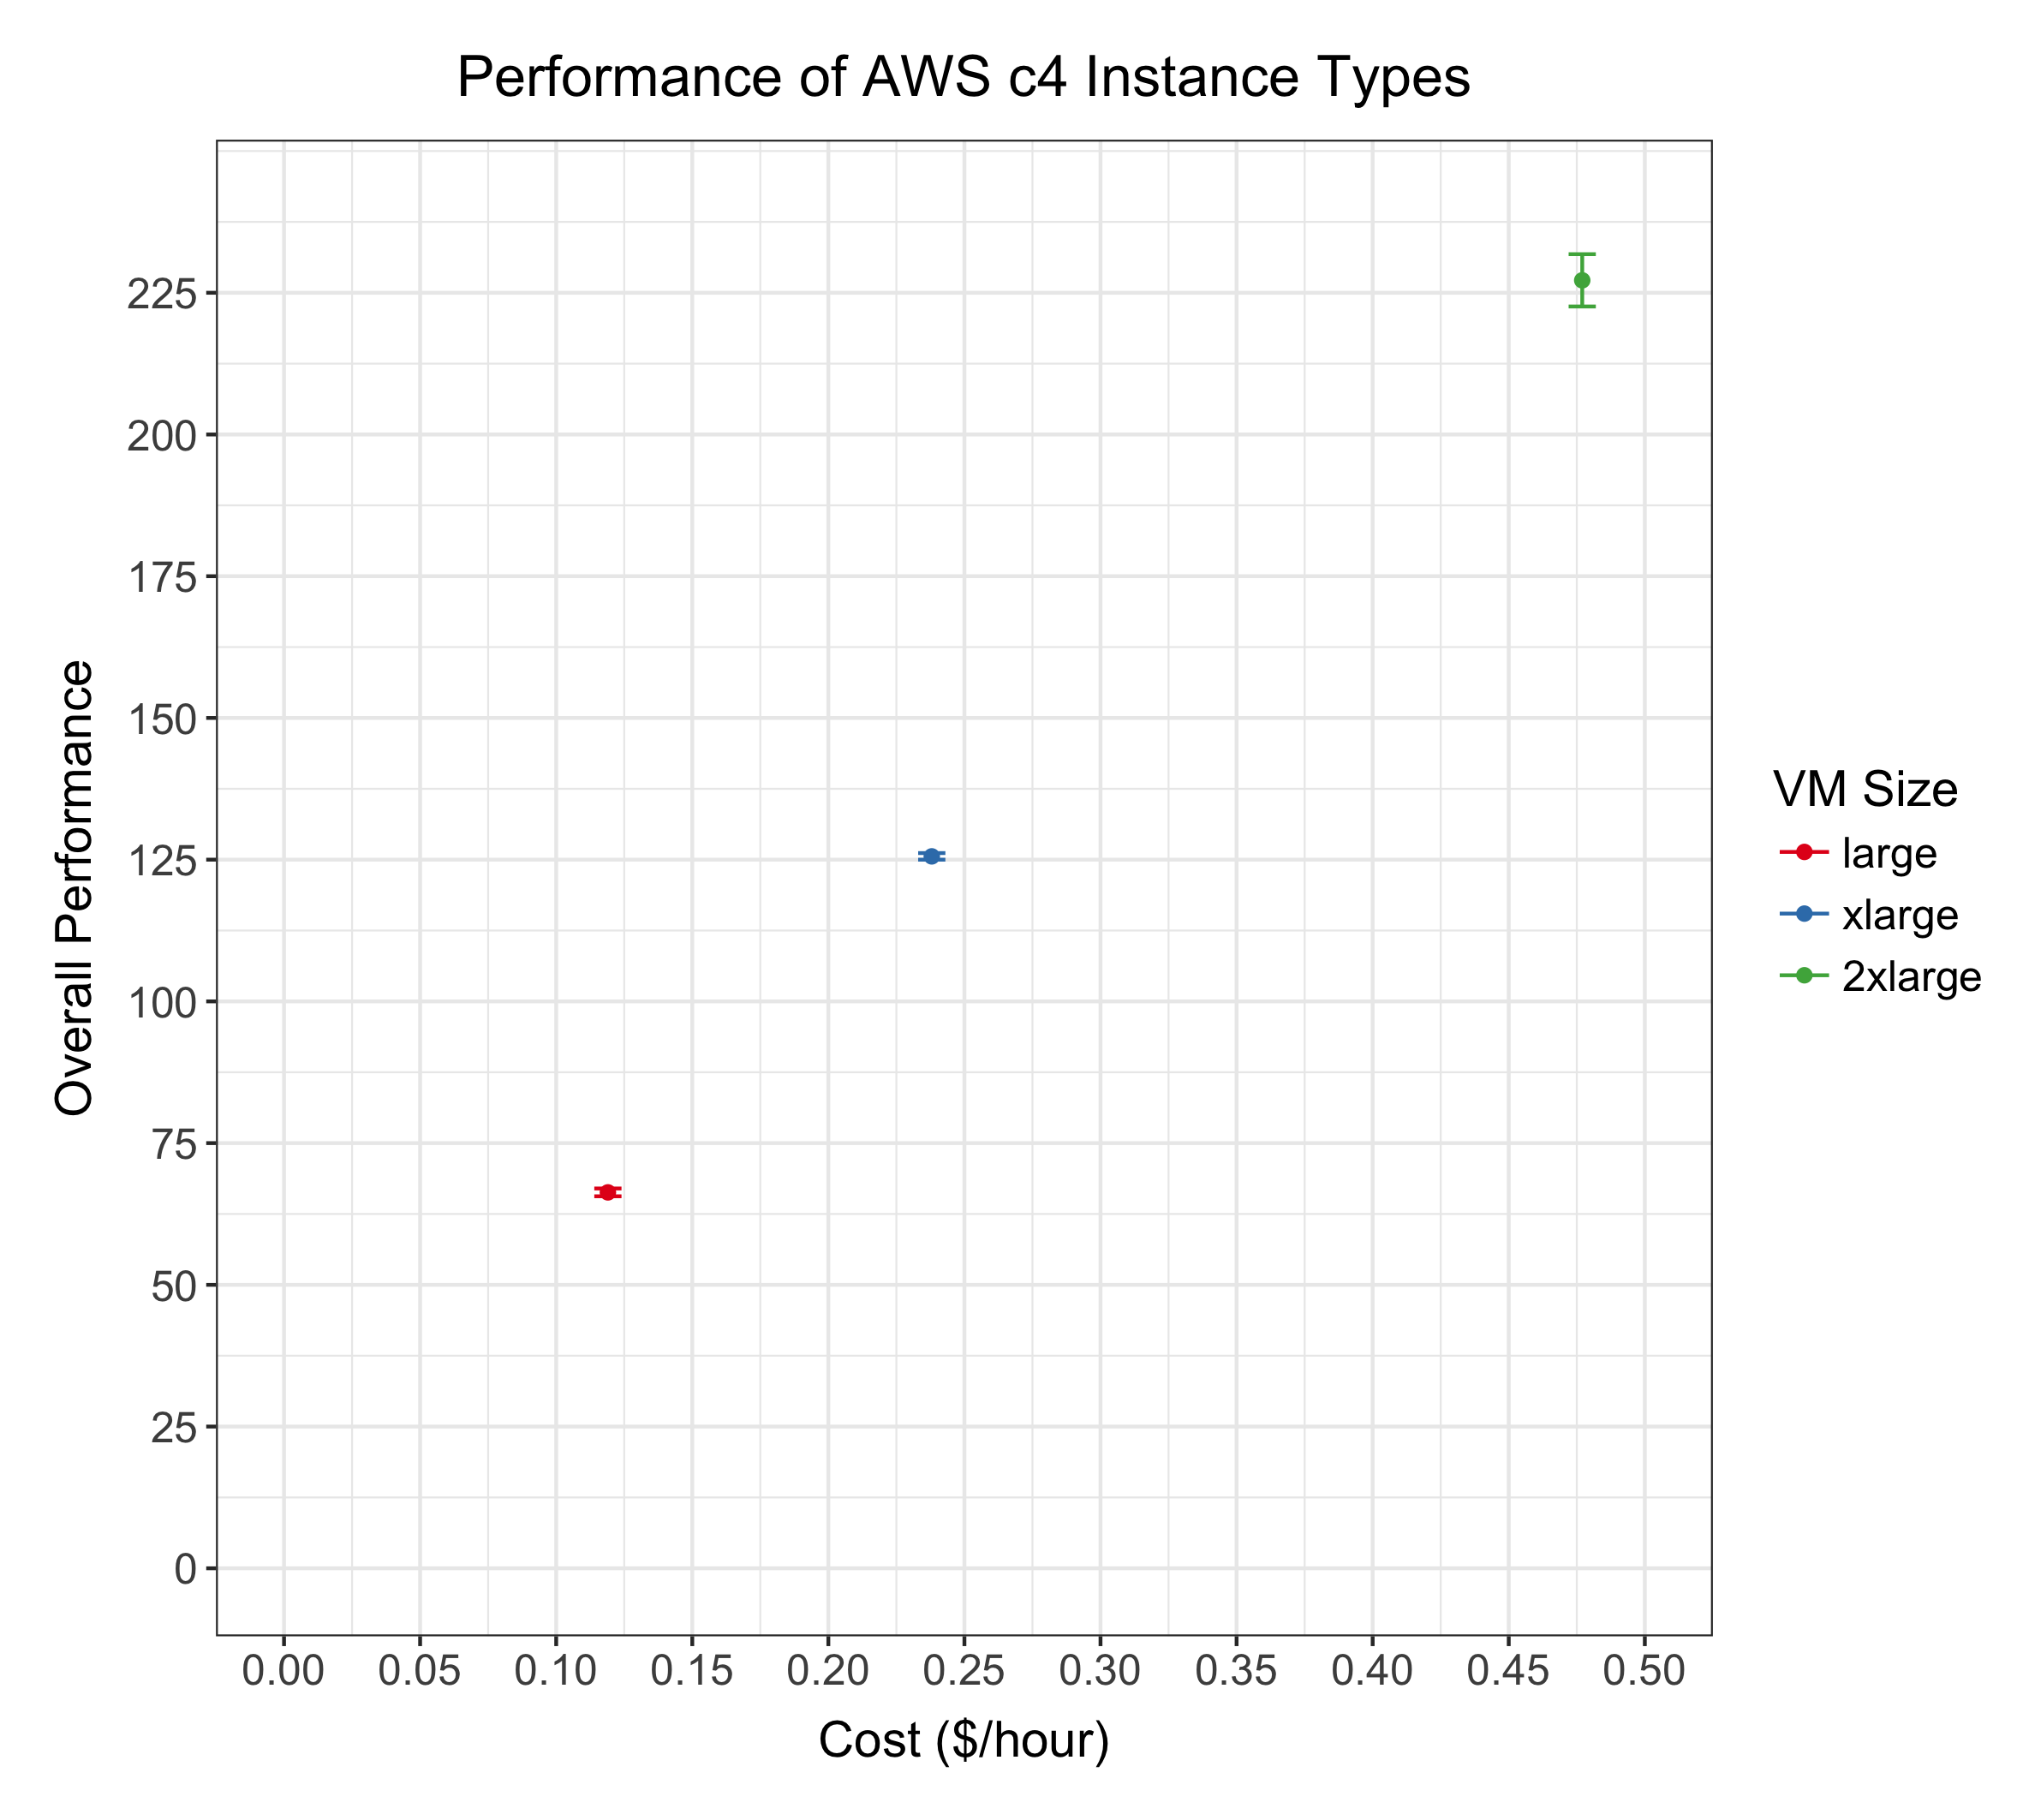 Performance of AWS c4 Instance Types
Overall Performance
225
200
175
150
125
100
75
50
25
0
0.00 0.05 0.10 0.15 0.20 0.25 0.30 0.35 0.40 0.45 0.50
Cost ($/hour)
VM Size
large
xlarge
2xlarge